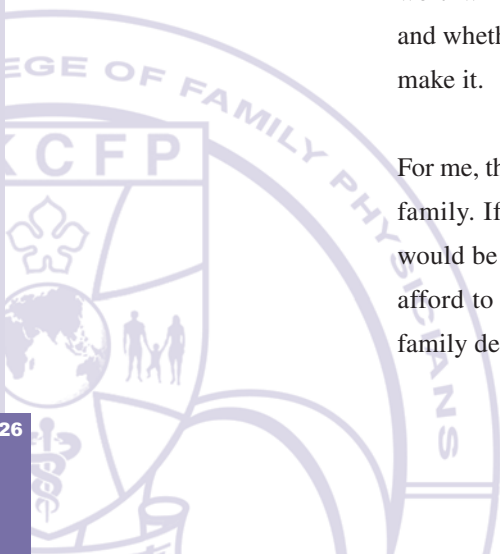 and wheth
make it.
For me, th
family. If
would be
afford to
family de
EGE OF FAMILY PHYSICIANS
KCFP
26